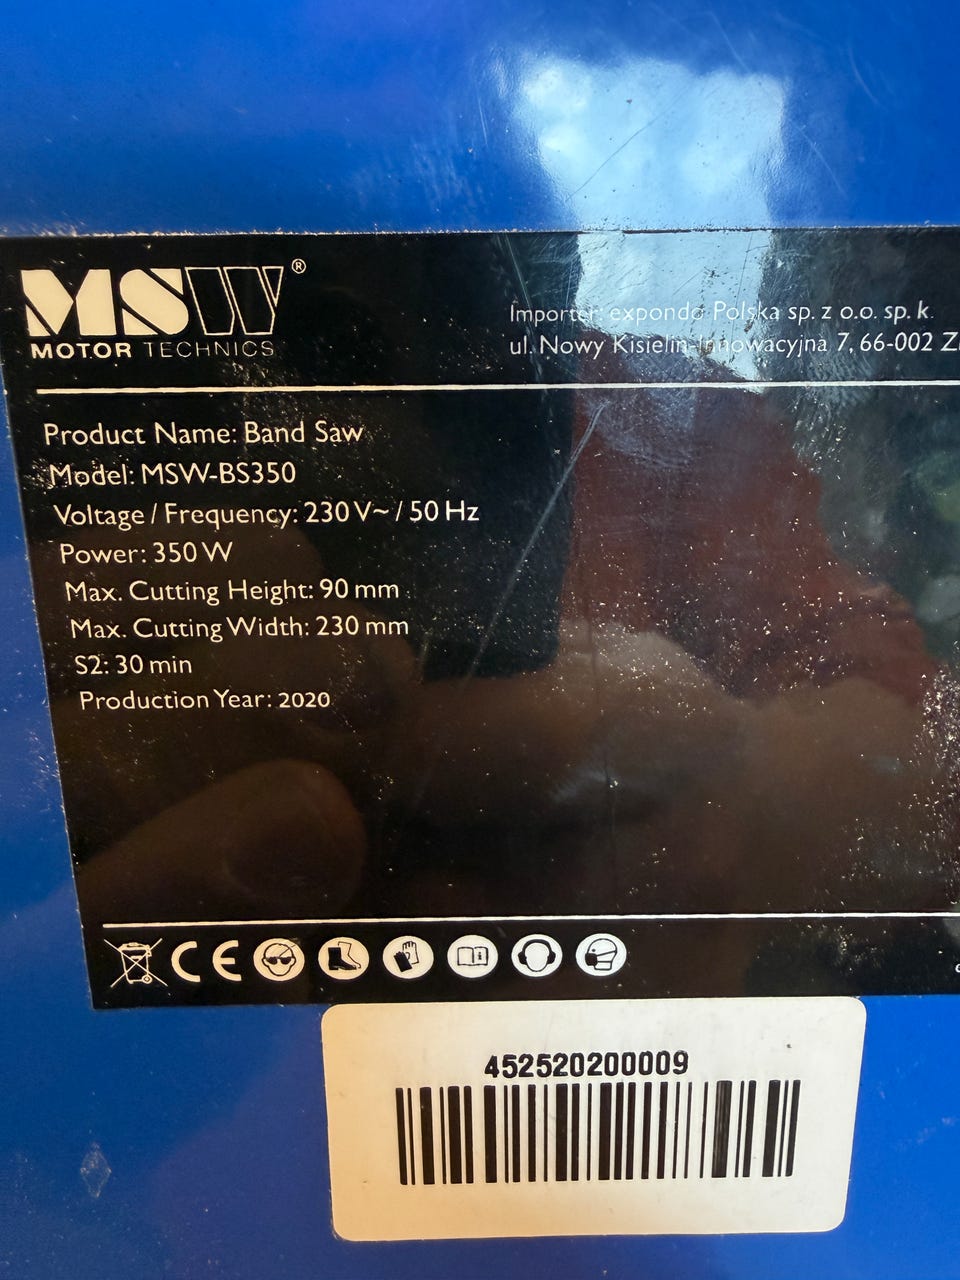 MSW®
MOTOR TECHNICS
Importer: expondo Polska sp. z o.o. sp. k.
ul. Nowy Kisielin-Innowacyjna 7, 66-002
Product Name: Band Saw
Model: MSW-BS350
Voltage / Frequency: 230 V~ / 50 Hz
Power: 350 W
Max. Cutting Height: 90 mm
Max. Cutting Width: 230 mm
S2: 30 min
Production Year: 2020
CE
452520200009